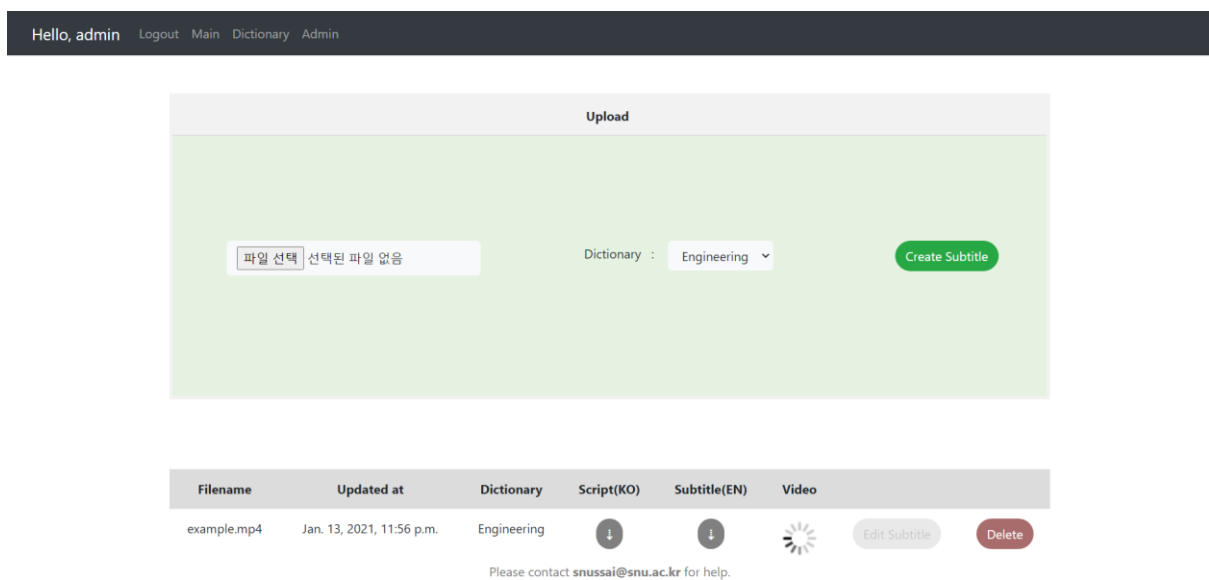 Hello, admin Logout Main Dictionary Admin
Upload
파일 선택 선택된 파일 없음 Dictionary : Engineering Create Subtitle
Filename Updated at Dictionary Script(KO) Subtitle(EN) Video
example.mp4 Jan. 13, 2021, 11:56 p.m. Engineering ↓ ↓ Edit Subtitle Delete
Please contact snussai@snu.ac.kr for help.